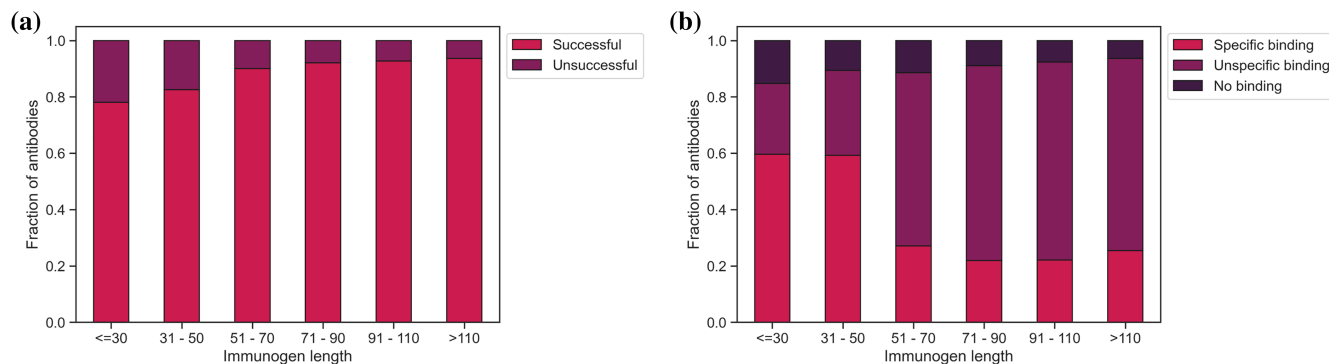 (a)
1.0
0.8
0.6
0.4
0.2
0.0
Fraction of antibodies
<=30 31 - 50 51 - 70 71 - 90 91 - 110 >110
Immunogen length
Successful
Unsuccessful
(b)
1.0
0.8
0.6
0.4
0.2
0.0
Fraction of antibodies
<=30 31 - 50 51 - 70 71 - 90 91 - 110 >110
Immunogen length
Specific binding
Unspecific binding
No binding